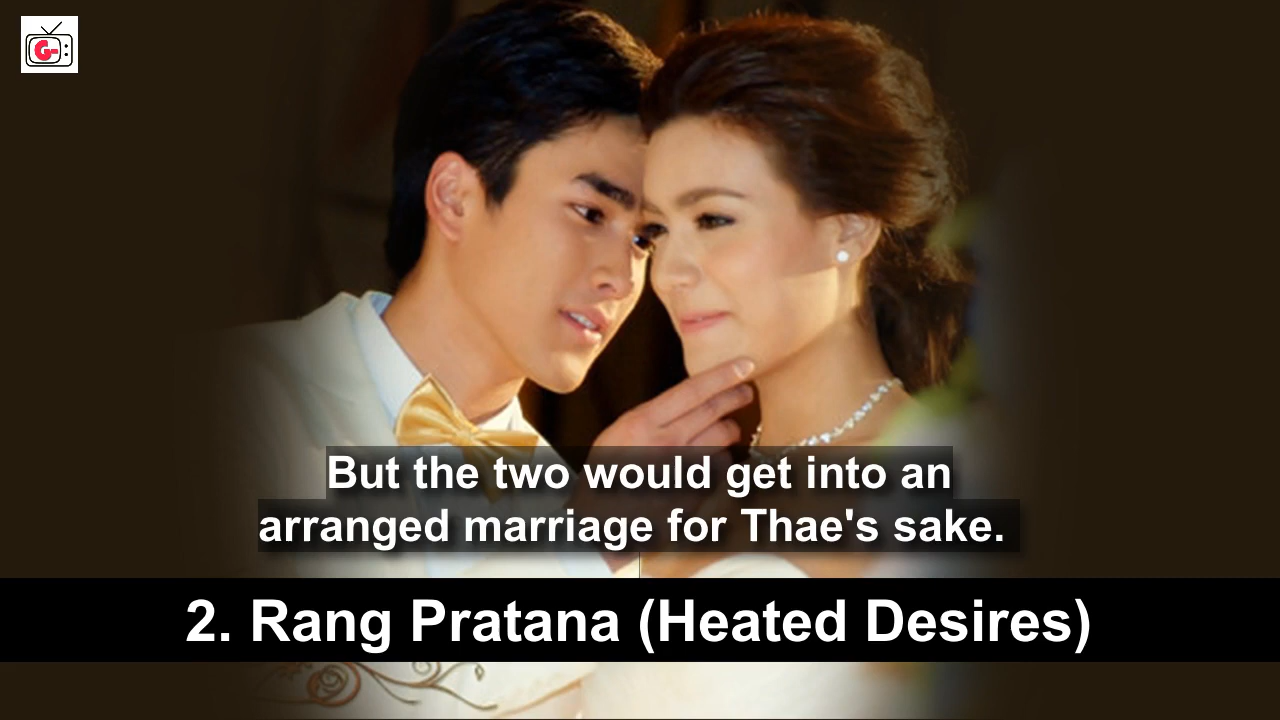 G-
But the two would get into an
arranged marriage for Thae's sake.
2. Rang Pratana (Heated Desires)